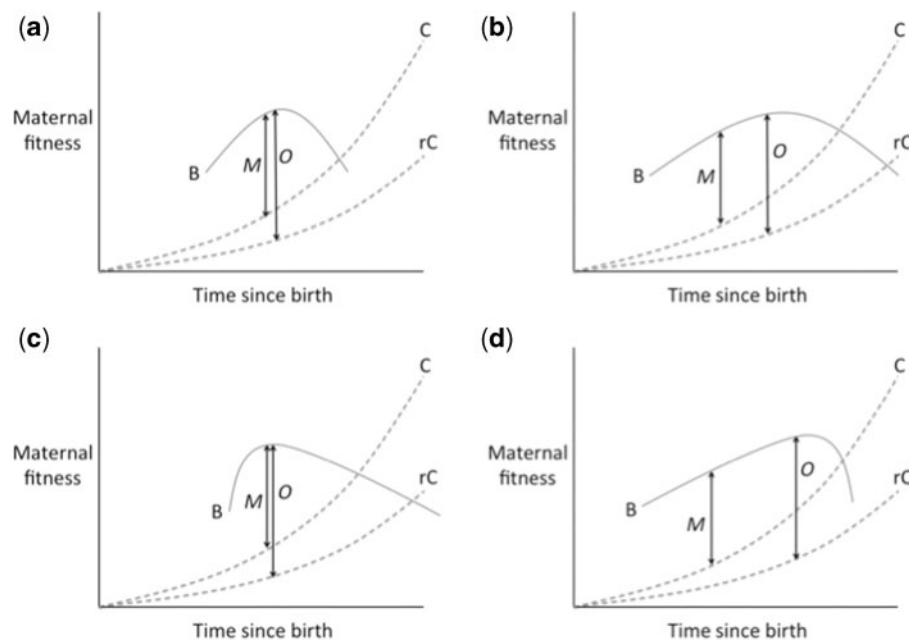 (a)
C
Maternal
fitness
rC
B
M
O
Time since birth
(b)
C
Maternal
fitness
rC
B
M
O
Time since birth
(c)
C
Maternal
fitness
rC
B
M
O
Time since birth
(d)
C
Maternal
fitness
rC
B
M
O
Time since birth